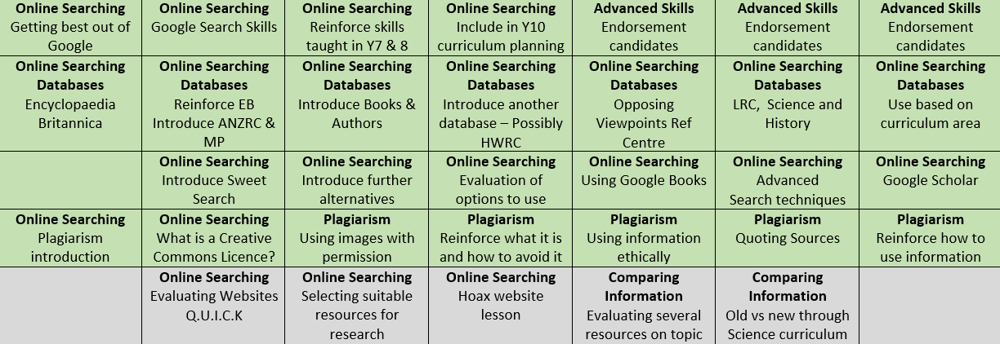 Online Searching
Getting best out of
Google
Online Searching
Google Search Skills
Online Searching
Reinforce skills
taught in Y7 & 8
Online Searching
Include in Y10
curriculum planning
Advanced Skills
Endorsement
candidates
Advanced Skills
Endorsement
candidates
Advanced Skills
Endorsement
candidates
Online Searching
Databases
Encyclopaedia
Britannica
Online Searching
Databases
Reinforce EB
Introduce ANZRC &
MP
Online Searching
Databases
Introduce Books &
Authors
Online Searching
Databases
Introduce another
database – Possibly
HWRC
Online Searching
Databases
Opposing
Viewpoints Ref
Centre
Online Searching
Databases
LRC,  Science and
History
Online Searching
Databases
Use based on
curriculum area
Online Searching
Introduce Sweet
Search
Online Searching
Introduce further
alternatives
Online Searching
Evaluation of
options to use
Online Searching
Using Google Books
Online Searching
Advanced
Search techniques
Online Searching
Google Scholar
Online Searching
Plagiarism
introduction
Online Searching
What is a Creative
Commons Licence?
Plagiarism
Using images with
permission
Plagiarism
Reinforce what it is
and how to avoid it
Plagiarism
Using information
ethically
Plagiarism
Quoting Sources
Plagiarism
Reinforce how to
use information
Online Searching
Evaluating Websites
Q.U.I.C.K
Online Searching
Selecting suitable
resources for
research
Online Searching
Hoax website
lesson
Comparing
Information
Evaluating several
resources on topic
Comparing
Information
Old vs new through
Science curriculum